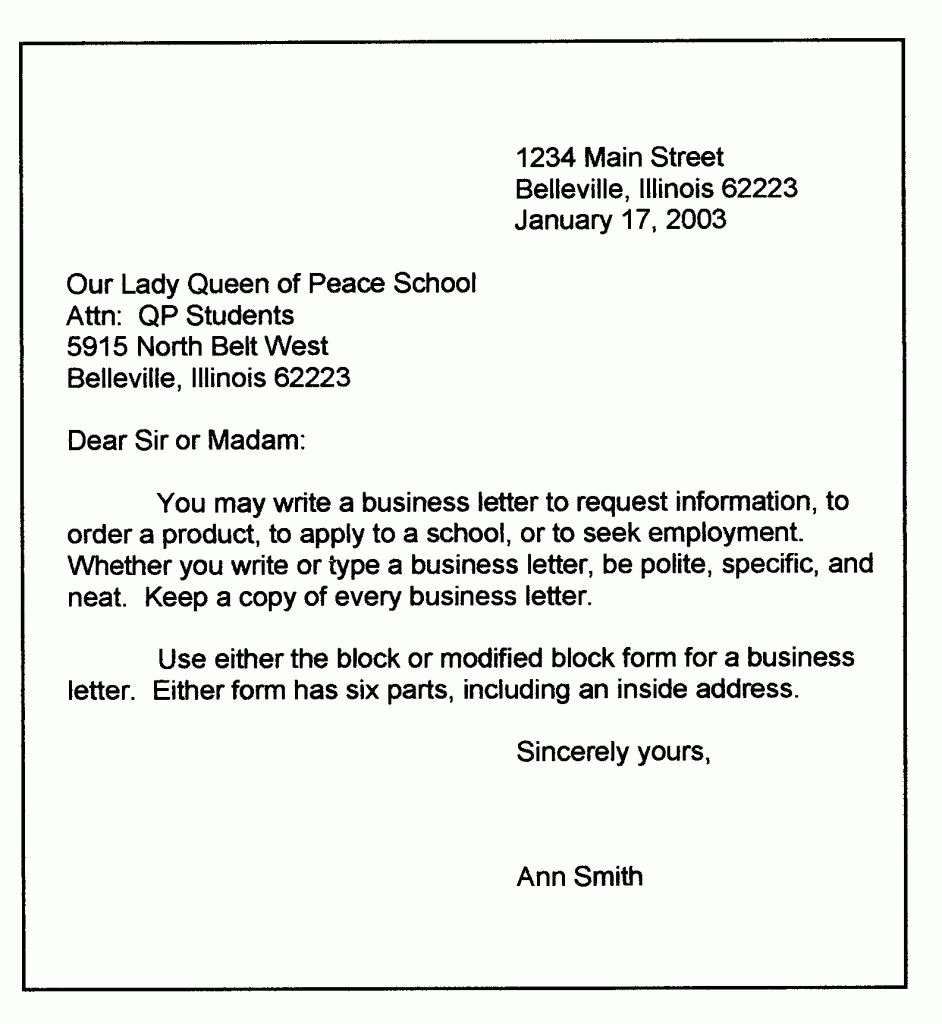 1234 Main Street
Belleville, Illinois 62223
January 17, 2003
Our Lady Queen of Peace School
Attn:  QP Students
5915 North Belt West
Belleville, Illinois 62223
Dear Sir or Madam:
You may write a business letter to request information, to
order a product, to apply to a school, or to seek employment.
Whether you write or type a business letter, be polite, specific, and
neat.  Keep a copy of every business letter.
Use either the block or modified block form for a business
letter.  Either form has six parts, including an inside address.
Sincerely yours,
Ann Smith